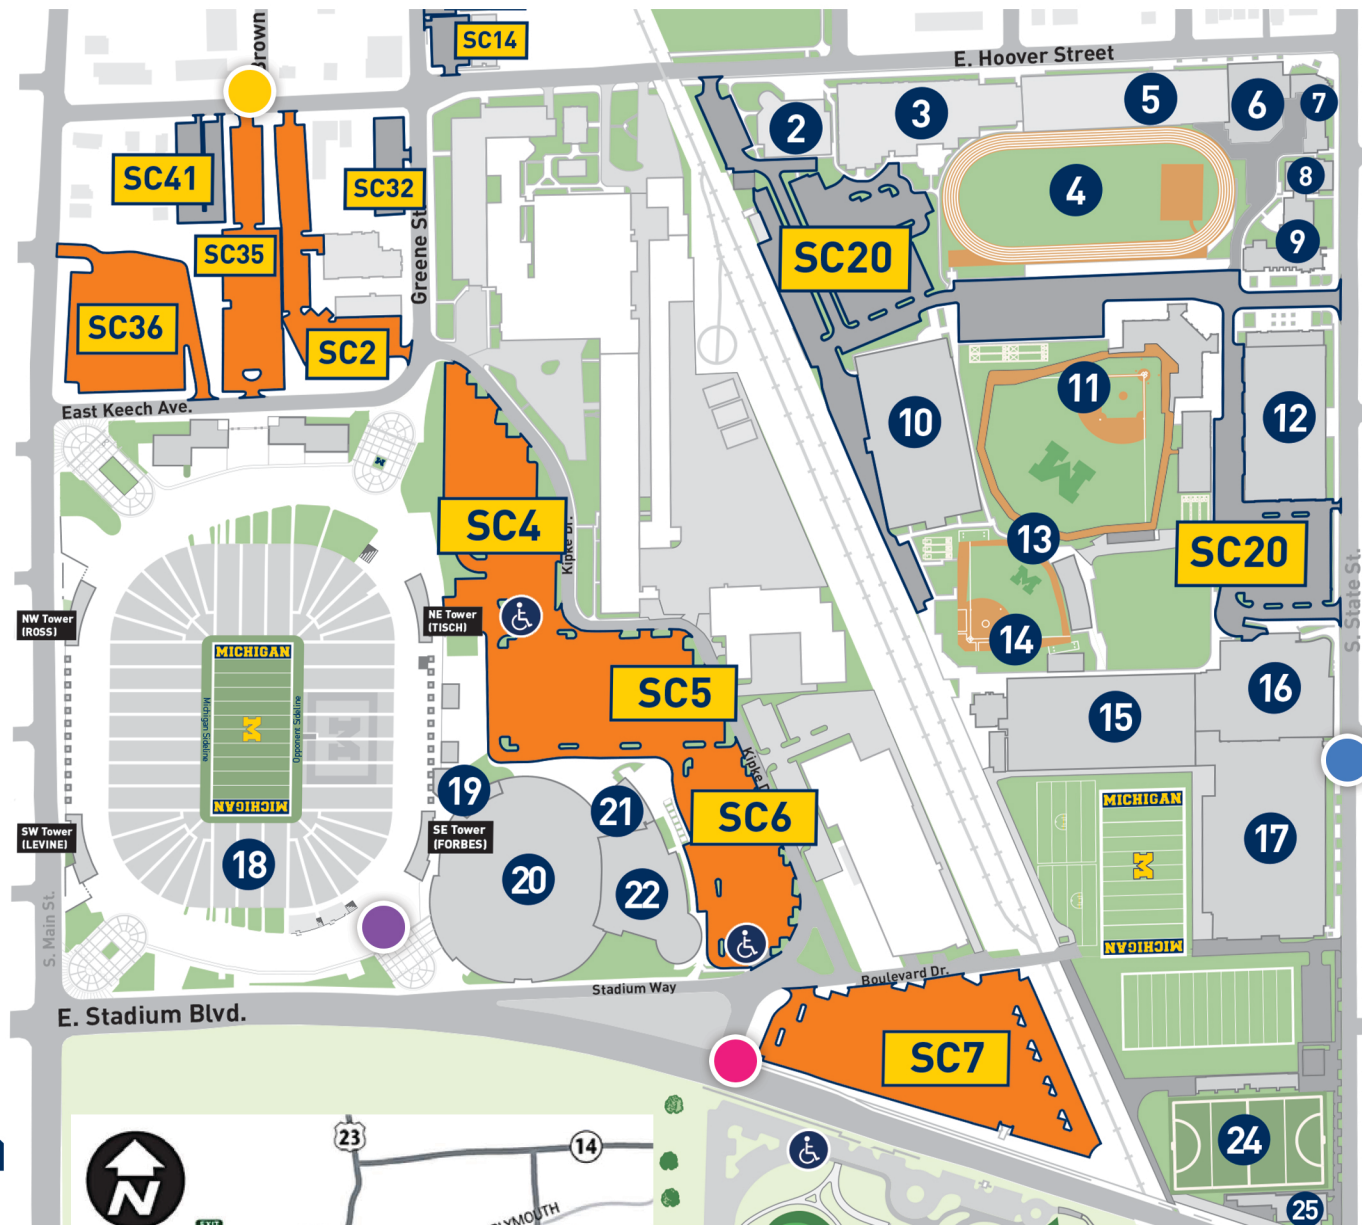 Brown
SC14
E. Hoover Street
2
3
5
6
7
SC41
SC32
4
8
SC35
Greene St.
SC20
9
SC36
SC2
11
10
12
East Keech Ave.
M
M
SC4
Kipke Dr.
13
SC20
M
NW Tower
(ROSS)
NE Tower
(TISCH)
14
S. State St.
MICHIGAN
SC5
16
15
Michigan Sideline
M
Opponent Sideline
M
Kipke D
19
21
MICHIGAN
SC6
MICHIGAN
SW Tower
(LEVINE)
SE Tower
(FORBES)
17
18
20
22
M
S. Main St.
MICHIGAN
Stadium Way
Boulevard Dr.
E. Stadium Blvd.
SC7
23
14
24
N
PLYMOUTH
EXIT
25